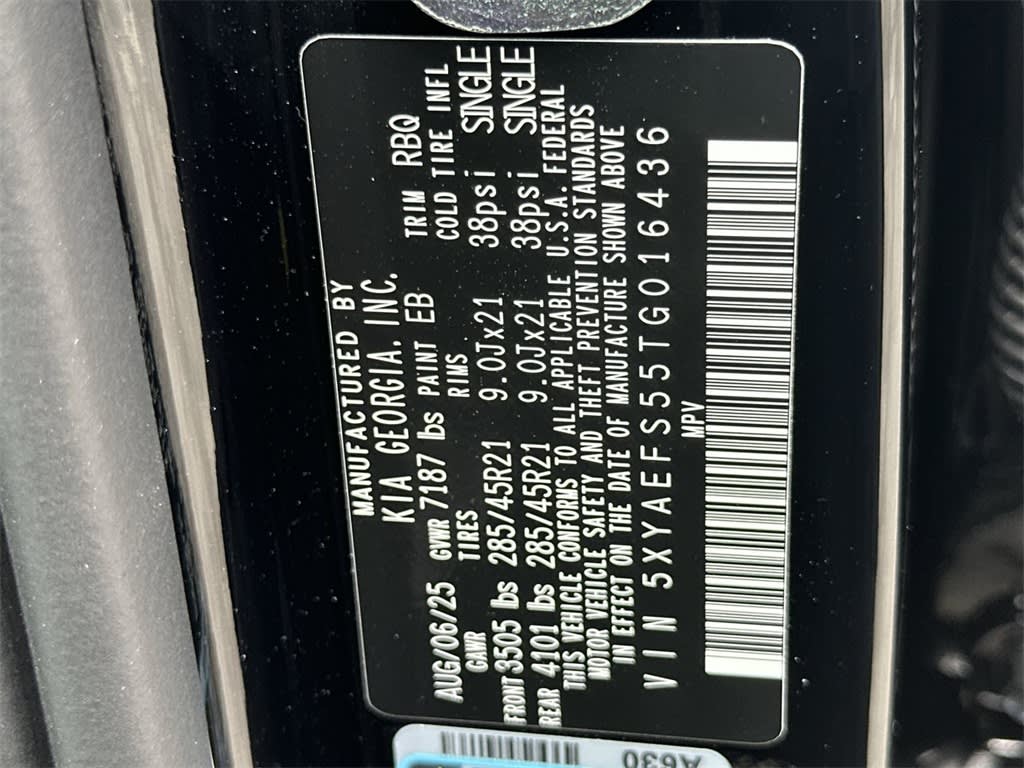 MANUFACTURED BY
KIA GEORGIA, INC.
AUG/06/25 GVWR 7187 lbs PAINT EB TRIM RBQ
GAWR TIRES RIMS COLD TIRE INFL
FRONT 3505 lbs 285/45R21 9.0Jx21 38psi SINGLE
REAR 4101 lbs 285/45R21 9.0Jx21 38psi SINGLE
THIS VEHICLE CONFORMS TO ALL APPLICABLE U.S.A. FEDERAL
MOTOR VEHICLE SAFETY AND THEFT PREVENTION STANDARDS
IN EFFECT ON THE DATE OF MANUFACTURE SHOWN ABOVE
VIN 5XYAEFS55TG016436
MPV
A630